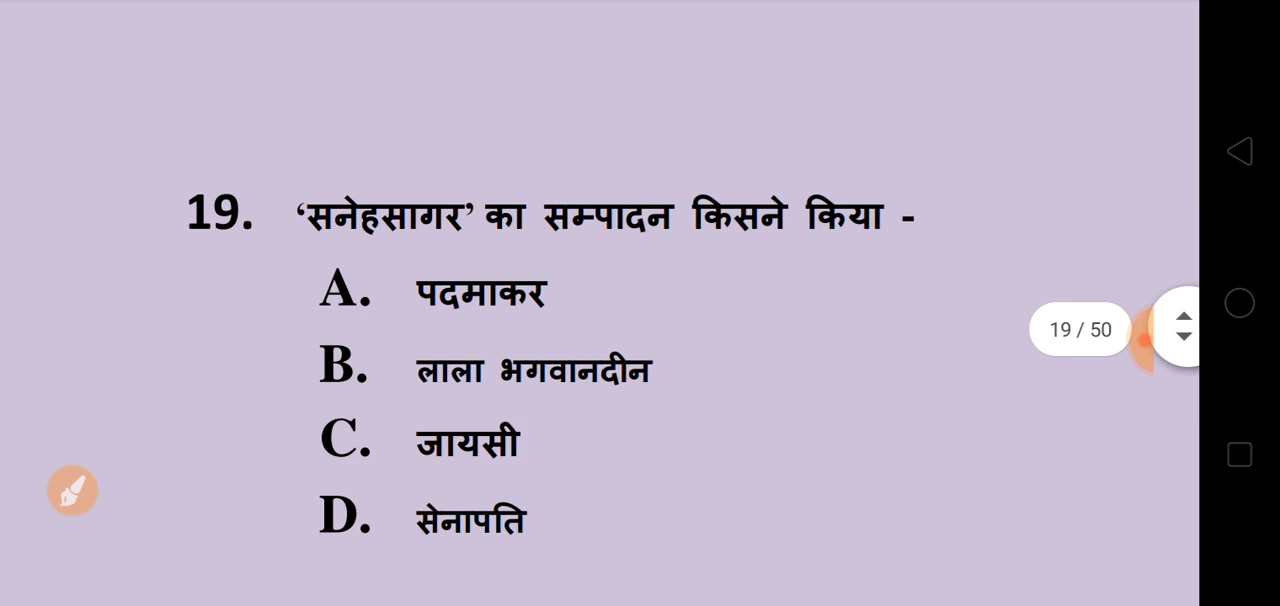 19. ‘सनेहसागर’ का सम्पादन किसने किया -
A. पदमाकर
B. लाला भगवानदीन
C. जायसी
D. सेनापति
19 / 50